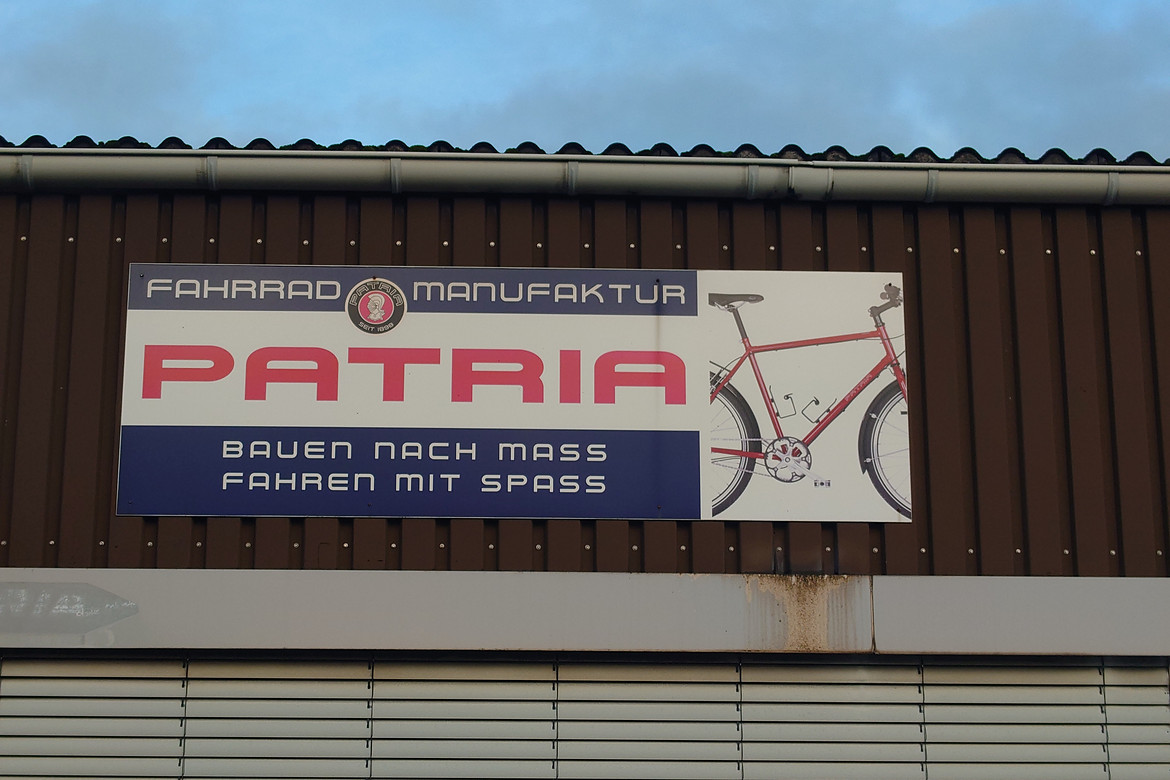 FAHRRAD MANUFAKTUR
PATRIA
SEIT 1898
PATRIA
BAUEN NACH MASS
FAHREN MIT SPASS